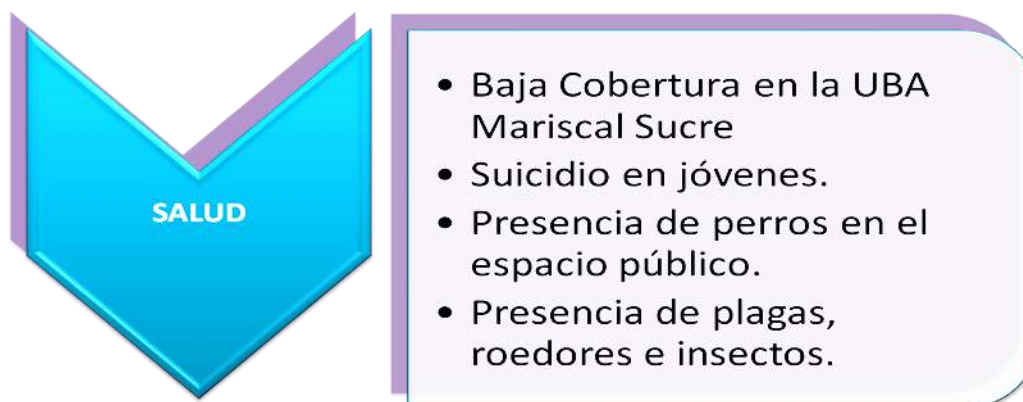 SALUD
• Baja Cobertura en la UBA
Mariscal Sucre
• Suicidio en jóvenes.
• Presencia de perros en el
espacio público.
• Presencia de plagas,
roedores e insectos.